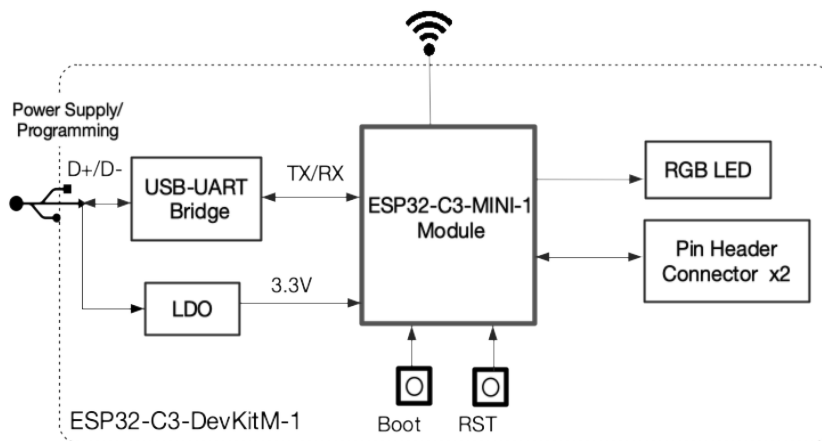 Power Supply/
Programming
D+/D-
USB-UART
Bridge
TX/RX
ESP32-C3-MINI-1
Module
RGB LED
Pin Header
Connector x2
LDO
3.3V
Boot
RST
ESP32-C3-DevKitM-1